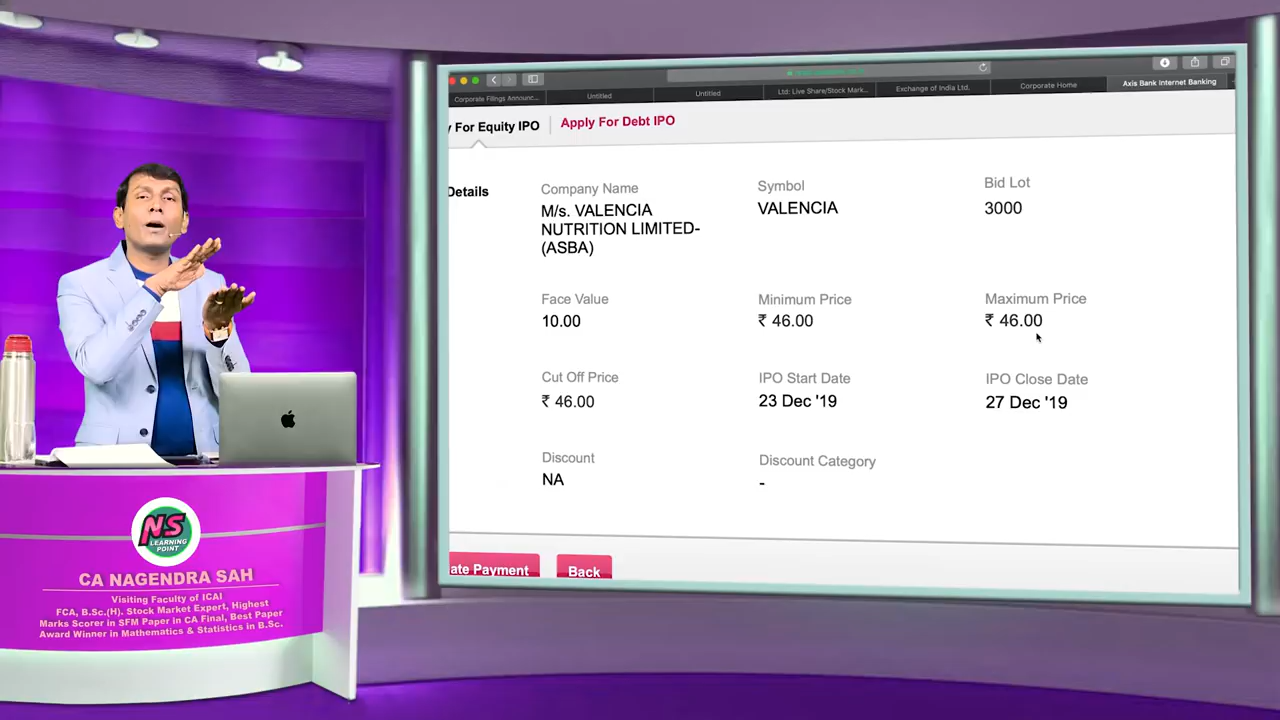 Corporate Filings Announc...
Untitled
Untitled
Ltd: Live Share/Stock Mark...
Exchange of India Ltd.
Corporate Home
Axis Bank Internet Banking
y For Equity IPO
Apply For Debt IPO
Details
Company Name
M/s. VALENCIA
NUTRITION LIMITED-
(ASBA)
Symbol
VALENCIA
Bid Lot
3000
Face Value
10.00
Minimum Price
₹ 46.00
Maximum Price
₹ 46.00
Cut Off Price
₹ 46.00
IPO Start Date
23 Dec '19
IPO Close Date
27 Dec '19
Discount
NA
Discount Category
-
ate Payment
Back
NS
LEARNING
POINT
CA NAGENDRA SAH
Visiting Faculty of ICAI
FCA, B.Sc.(H). Stock Market Expert, Highest
Marks Scorer in SFM Paper in CA Final, Best Paper
Award Winner in Mathematics & Statistics in B.Sc.